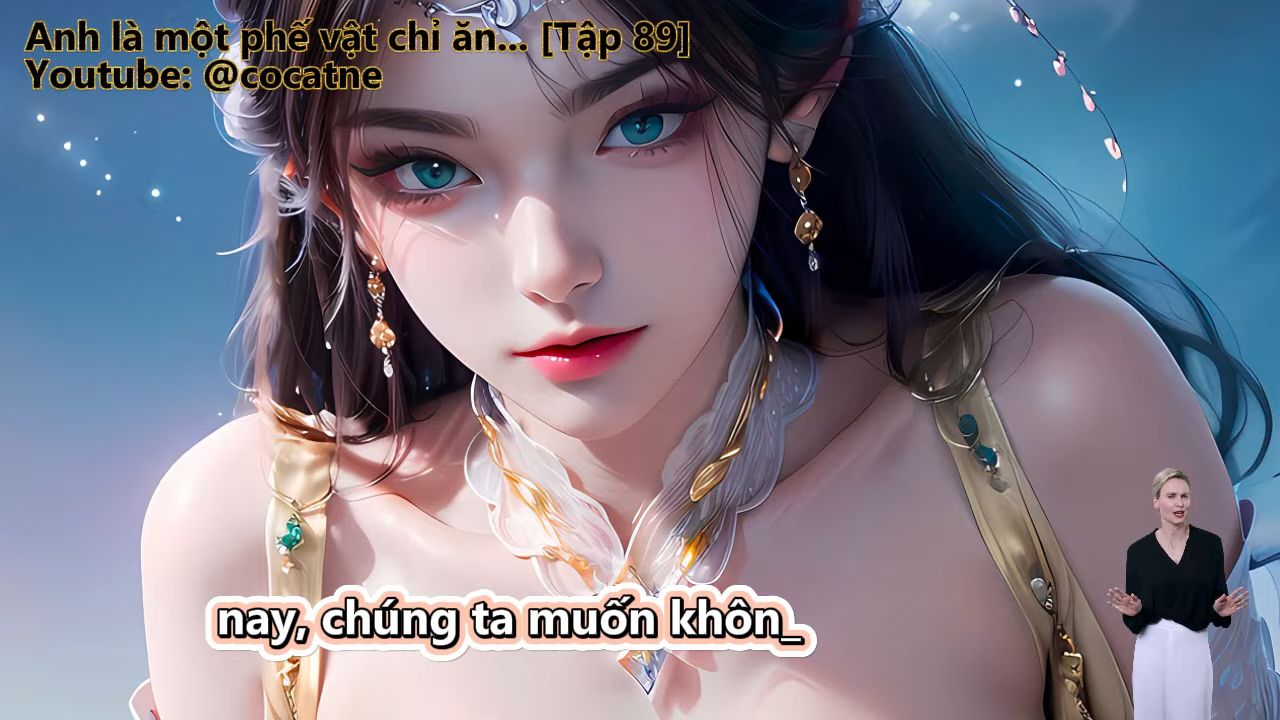 Anh là một phế vật chỉ ăn... [Tập 89]
Youtube: @cocatne
nay, chúng ta muốn khôn_